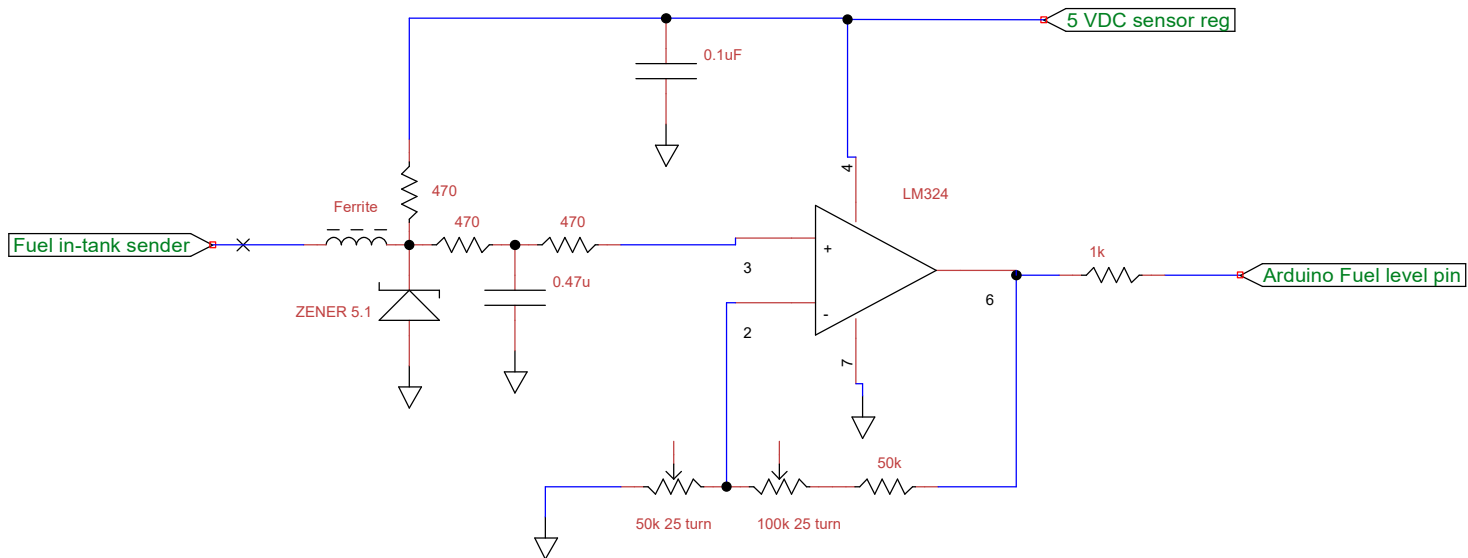 5 VDC sensor reg
0.1uF
4
LM324
470
Ferrite
470
470
Fuel in-tank sender
+
3
1k
0.47u
Arduino Fuel level pin
ZENER 5.1
6
-
2
7
50k
50k 25 turn
100k 25 turn